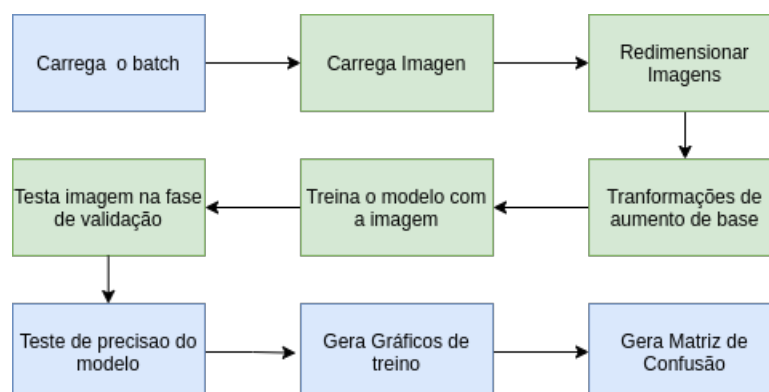 Carrega  o batch
Carrega Imagen
Redimensionar
Imagens
Testa imagem na fase
de validação
Treina o modelo com
a imagem
Tranformações de
aumento de base
Teste de precisao do
modelo
Gera Gráficos de
treino
Gera Matriz de
Confusão